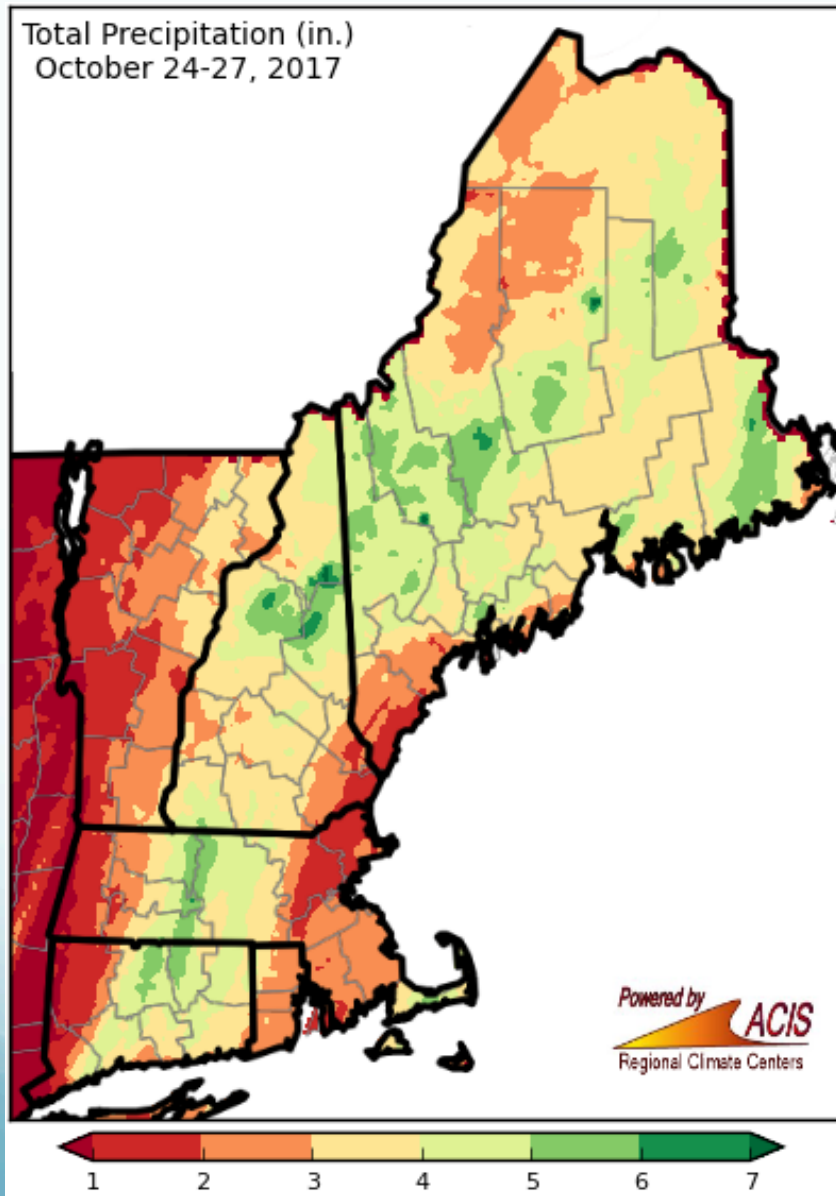 Total Precipitation (in.)
October 24-27, 2017
Powered by
ACIS
Regional Climate Centers
1 2 3 4 5 6 7